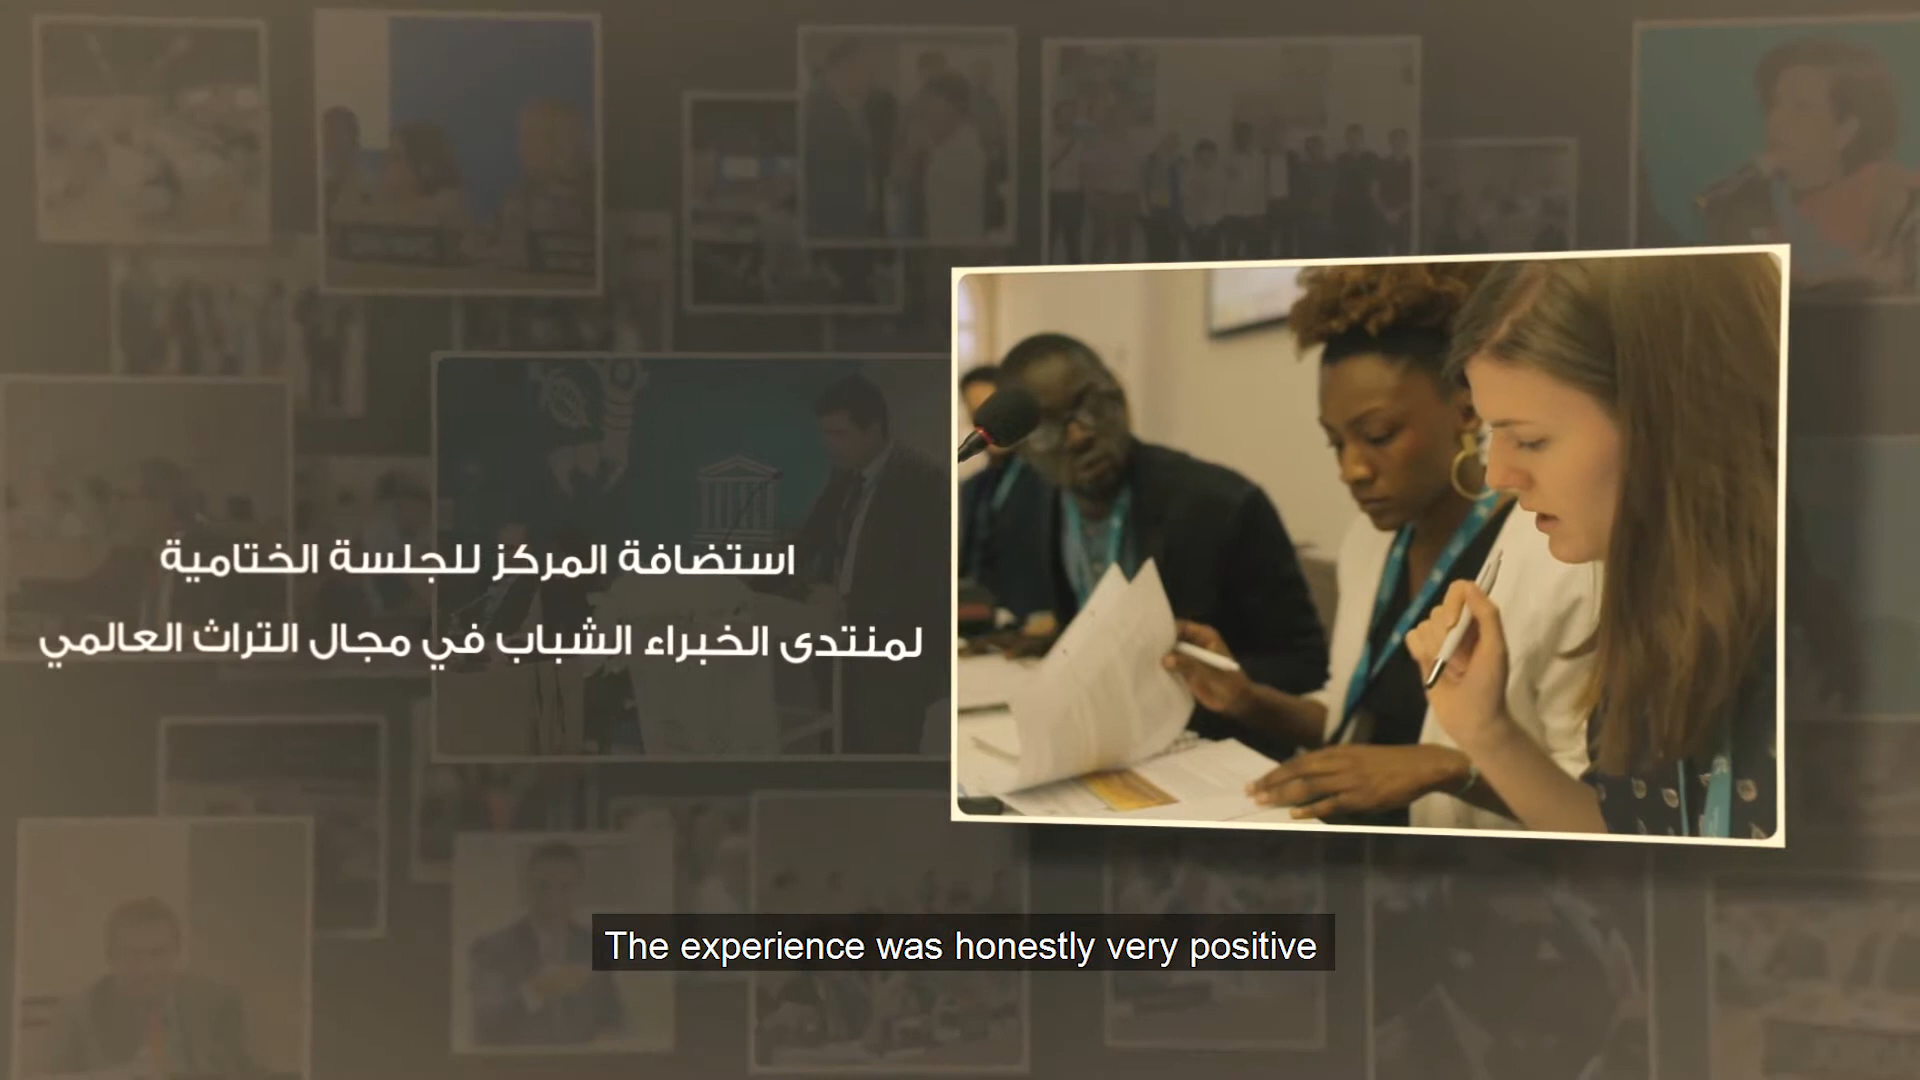 استضافة المركز للجلسة الختامية
لمنتدى الخبراء الشباب في مجال التراث العالمي
The experience was honestly very positive